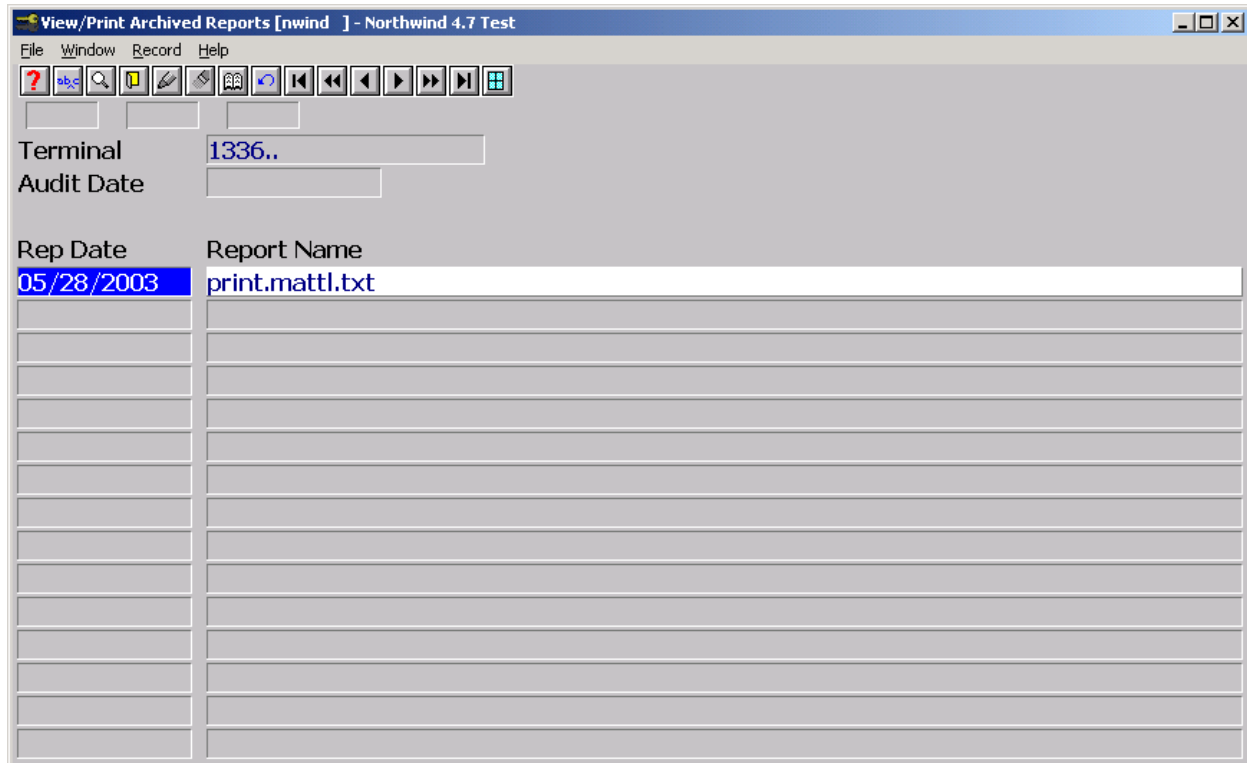 View/Print Archived Reports [nwind   ] - Northwind 4.7 Test
File Window Record Help
? abc
Terminal 1336..
Audit Date
Rep Date Report Name
05/28/2003 print.mattl.txt